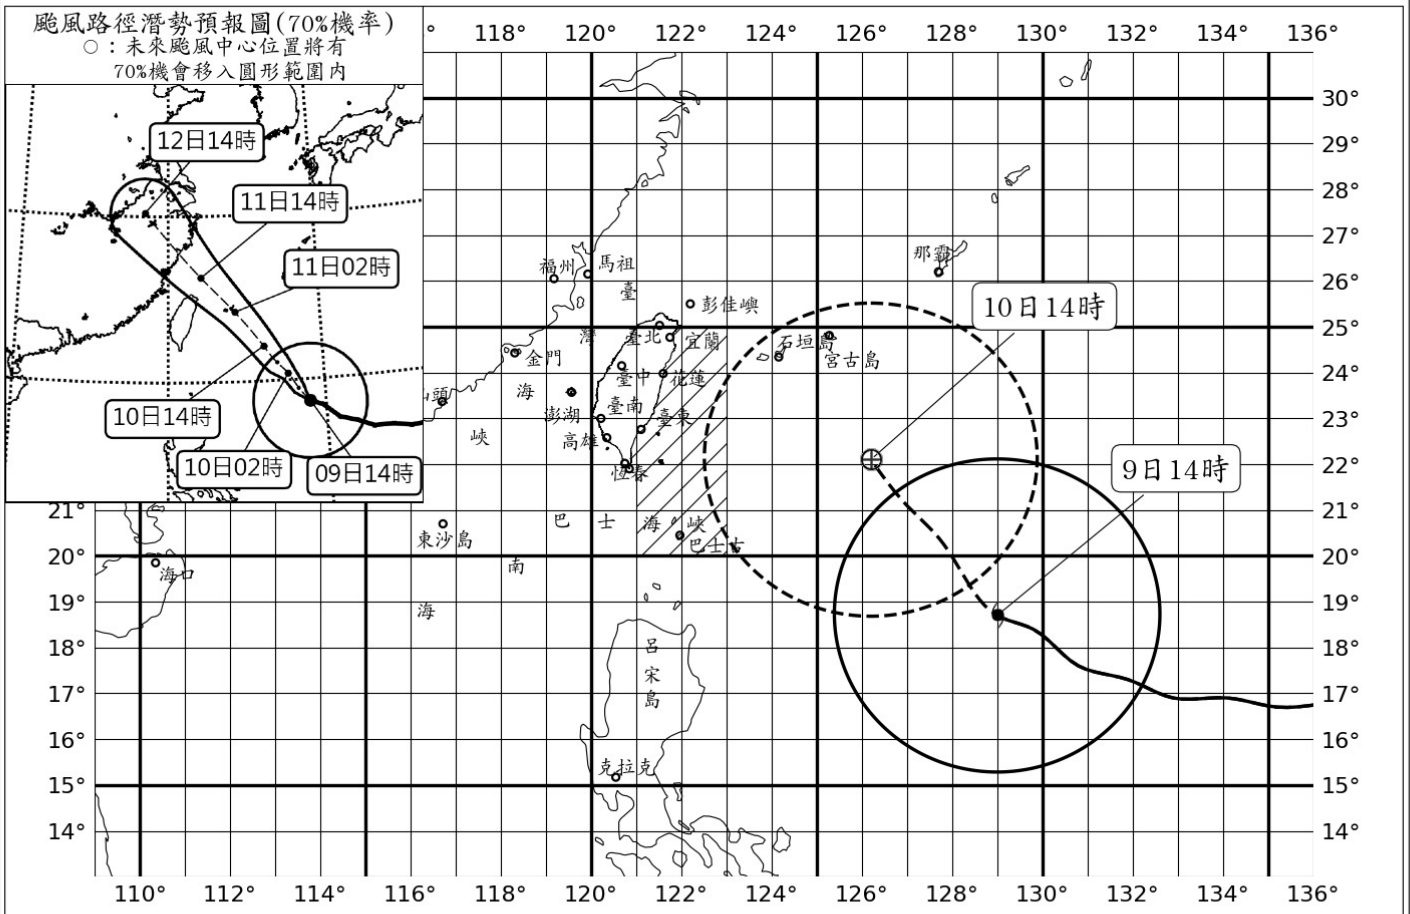 颱風路徑潛勢預報圖(70%機率)
○：未來颱風中心位置將有
70%機會移入圓形範圍內
12日14時
11日14時
11日02時
10日14時
10日02時
09日14時
118° 120° 122° 124° 126° 128° 130° 132° 134° 136°
30°
29°
28°
27°
26°
25°
24°
23°
22°
21° 21°
20° 20°
19° 19°
18° 18°
17° 17°
16° 16°
15° 15°
14° 14°
110° 112° 114° 116° 118° 120° 122° 124° 126° 128° 130° 132° 134° 136°
那霸
福州
馬祖
臺
灣
海
峽
彭佳嶼
10日14時
臺北
宜蘭
石垣島
宮古島
金門
臺中
花蓮
頭
澎湖
臺南
臺東
高雄
恆春
9日14時
巴士海峽
東沙島
海口
南
海
呂
宋
島
克拉克